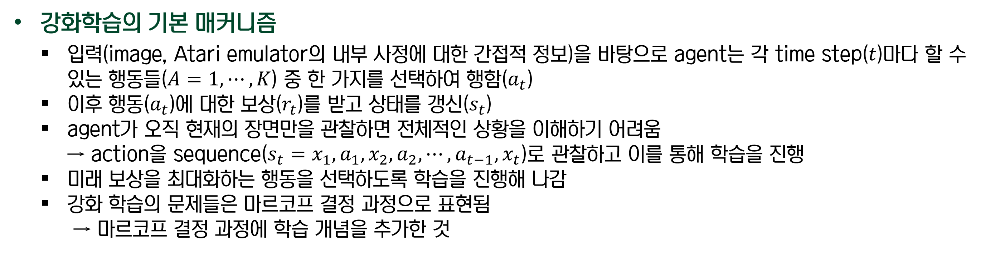 • 강화학습의 기본 매커니즘
▪ 입력(image, Atari emulator의 내부 사정에 대한 간접적 정보)을 바탕으로 agent는 각 time step(t)마다 할 수
있는 행동들(A = 1, ⋯ , K) 중 한 가지를 선택하여 행함(a_t)
▪ 이후 행동(a_t)에 대한 보상(r_t)를 받고 상태를 갱신(s_t)
▪ agent가 오직 현재의 장면만을 관찰하면 전체적인 상황을 이해하기 어려움
→ action을 sequence(s_t = x_1, a_1, x_2, a_2, ⋯ , a_{t−1}, x_t)로 관찰하고 이를 통해 학습을 진행
▪ 미래 보상을 최대화하는 행동을 선택하도록 학습을 진행해 나감
▪ 강화 학습의 문제들은 마르코프 결정 과정으로 표현됨
→ 마르코프 결정 과정에 학습 개념을 추가한 것